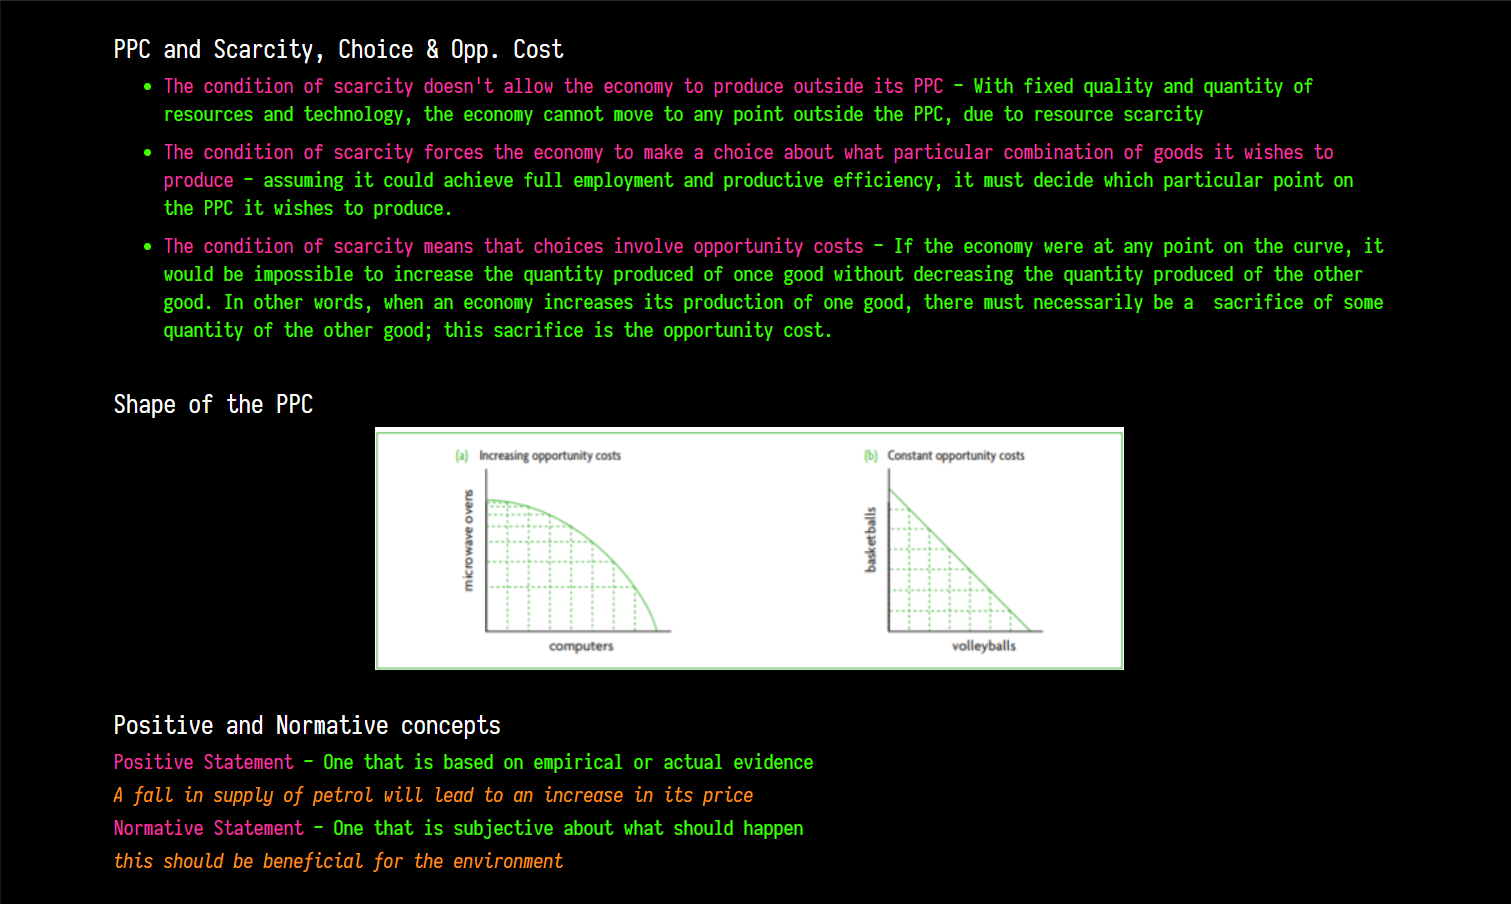 PPC and Scarcity, Choice & Opp. Cost
• The condition of scarcity doesn't allow the economy to produce outside its PPC – With fixed quality and quantity of
resources and technology, the economy cannot move to any point outside the PPC, due to resource scarcity
• The condition of scarcity forces the economy to make a choice about what particular combination of goods it wishes to
produce – assuming it could achieve full employment and productive efficiency, it must decide which particular point on
the PPC it wishes to produce.
• The condition of scarcity means that choices involve opportunity costs – If the economy were at any point on the curve, it
would be impossible to increase the quantity produced of once good without decreasing the quantity produced of the other
good. In other words, when an economy increases its production of one good, there must necessarily be a  sacrifice of some
quantity of the other good; this sacrifice is the opportunity cost.
Shape of the PPC
(a) Increasing opportunity costs
microwave ovens
computers
(b) Constant opportunity costs
basketballs
volleyballs
Positive and Normative concepts
Positive Statement – One that is based on empirical or actual evidence
A fall in supply of petrol will lead to an increase in its price
Normative Statement – One that is subjective about what should happen
this should be beneficial for the environment